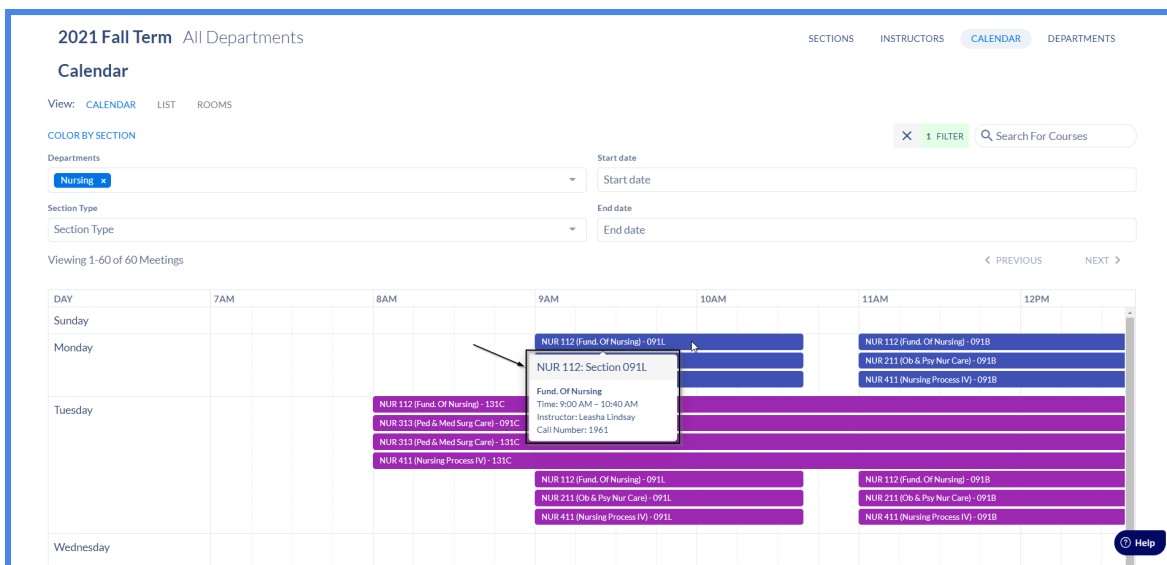 2021 Fall Term All Departments
SECTIONS INSTRUCTORS CALENDAR DEPARTMENTS
Calendar
View: CALENDAR LIST ROOMS
COLOR BY SECTION
1 FILTER Search For Courses
Departments Start date
Nursing × Start date
Section Type End date
Section Type End date
Viewing 1-60 of 60 Meetings PREVIOUS NEXT
DAY 7AM 8AM 9AM 10AM 11AM 12PM
Sunday
Monday NUR 112 (Fund. Of Nursing) - 091L NUR 112 (Fund. Of Nursing) - 091B
NUR 211 (Ob & Psy Nur Care) - 091B
NUR 411 (Nursing Process IV) - 091B
NUR 112: Section 091L
Fund. Of Nursing
Time: 9:00 AM – 10:40 AM
Instructor: Leasha Lindsay
Call Number: 1961
Tuesday NUR 112 (Fund. Of Nursing) - 131C
NUR 313 (Ped & Med Surg Care) - 091C
NUR 313 (Ped & Med Surg Care) - 131C
NUR 411 (Nursing Process IV) - 131C
NUR 112 (Fund. Of Nursing) - 091L NUR 112 (Fund. Of Nursing) - 091B
NUR 211 (Ob & Psy Nur Care) - 091L NUR 211 (Ob & Psy Nur Care) - 091B
NUR 411 (Nursing Process IV) - 091L NUR 411 (Nursing Process IV) - 091B
Wednesday
Help